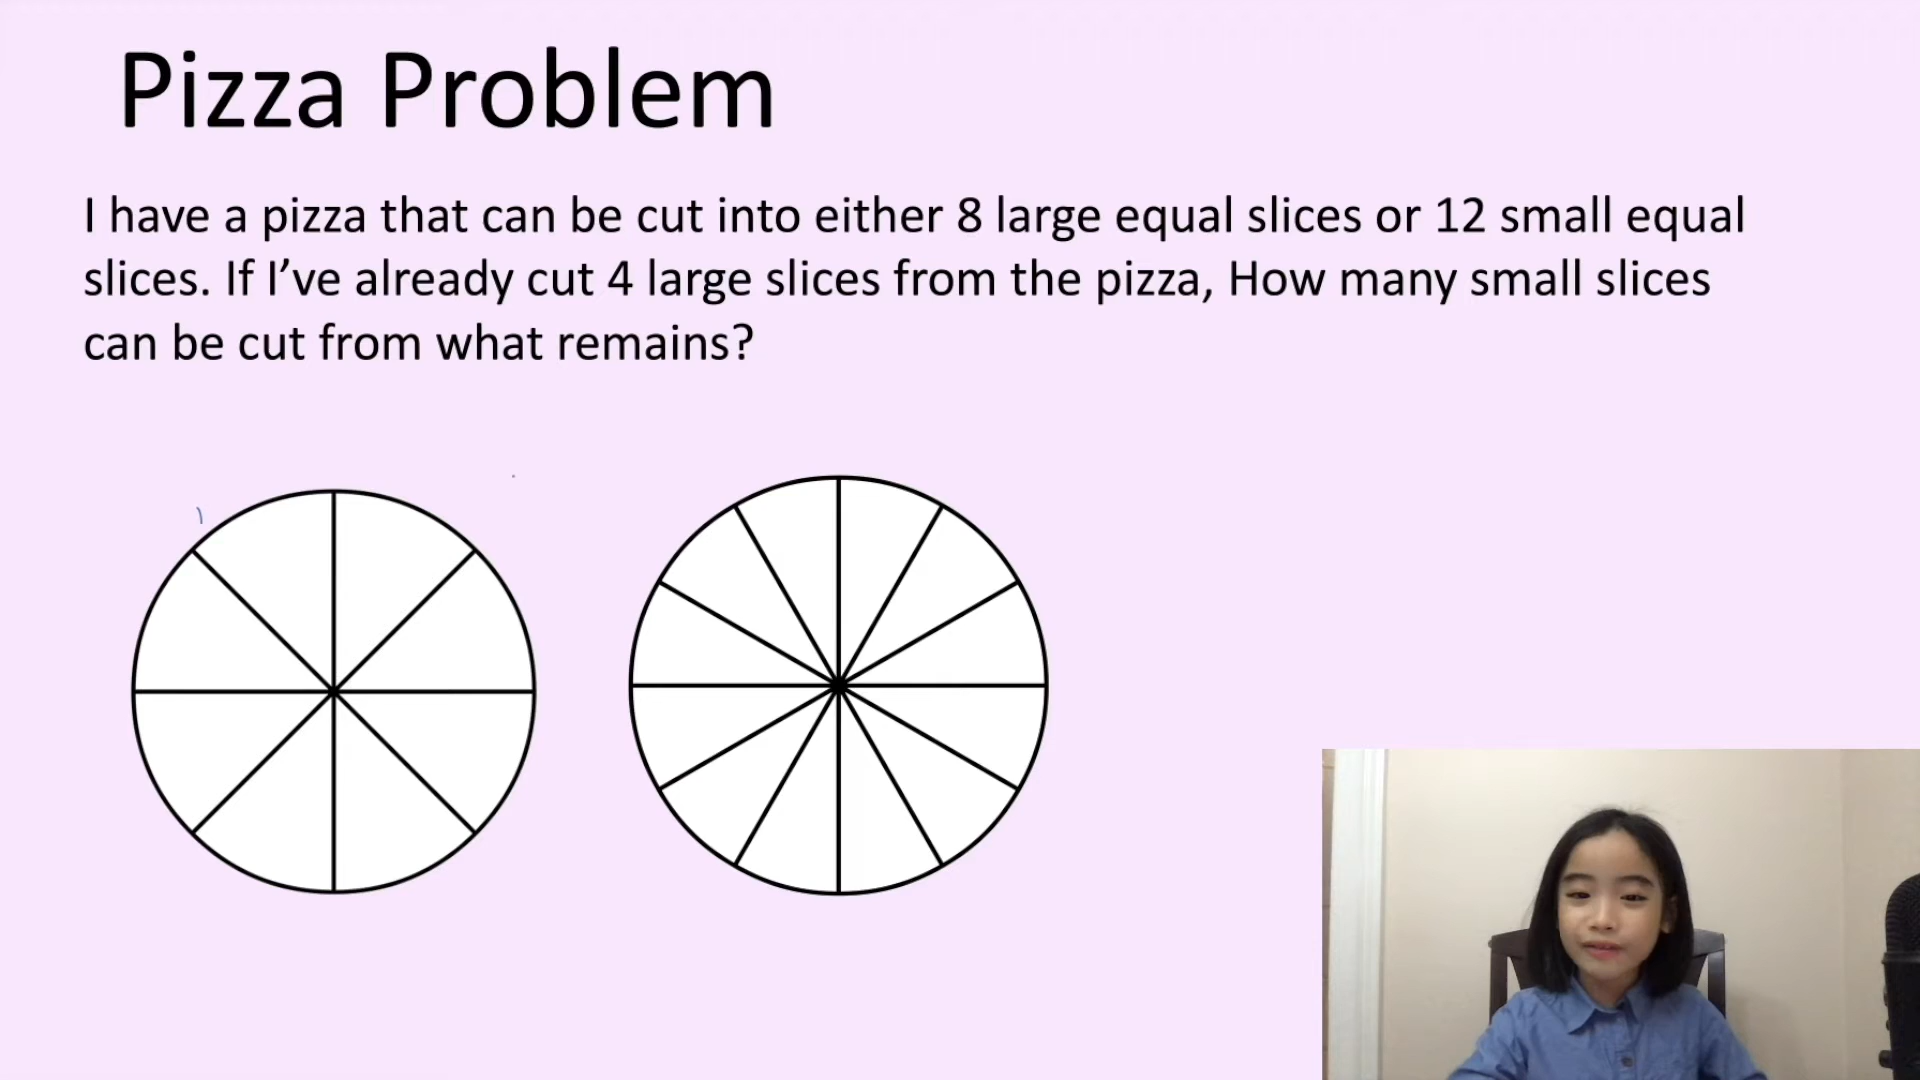 Pizza Problem
I have a pizza that can be cut into either 8 large equal slices or 12 small equal
slices. If I’ve already cut 4 large slices from the pizza, How many small slices
can be cut from what remains?